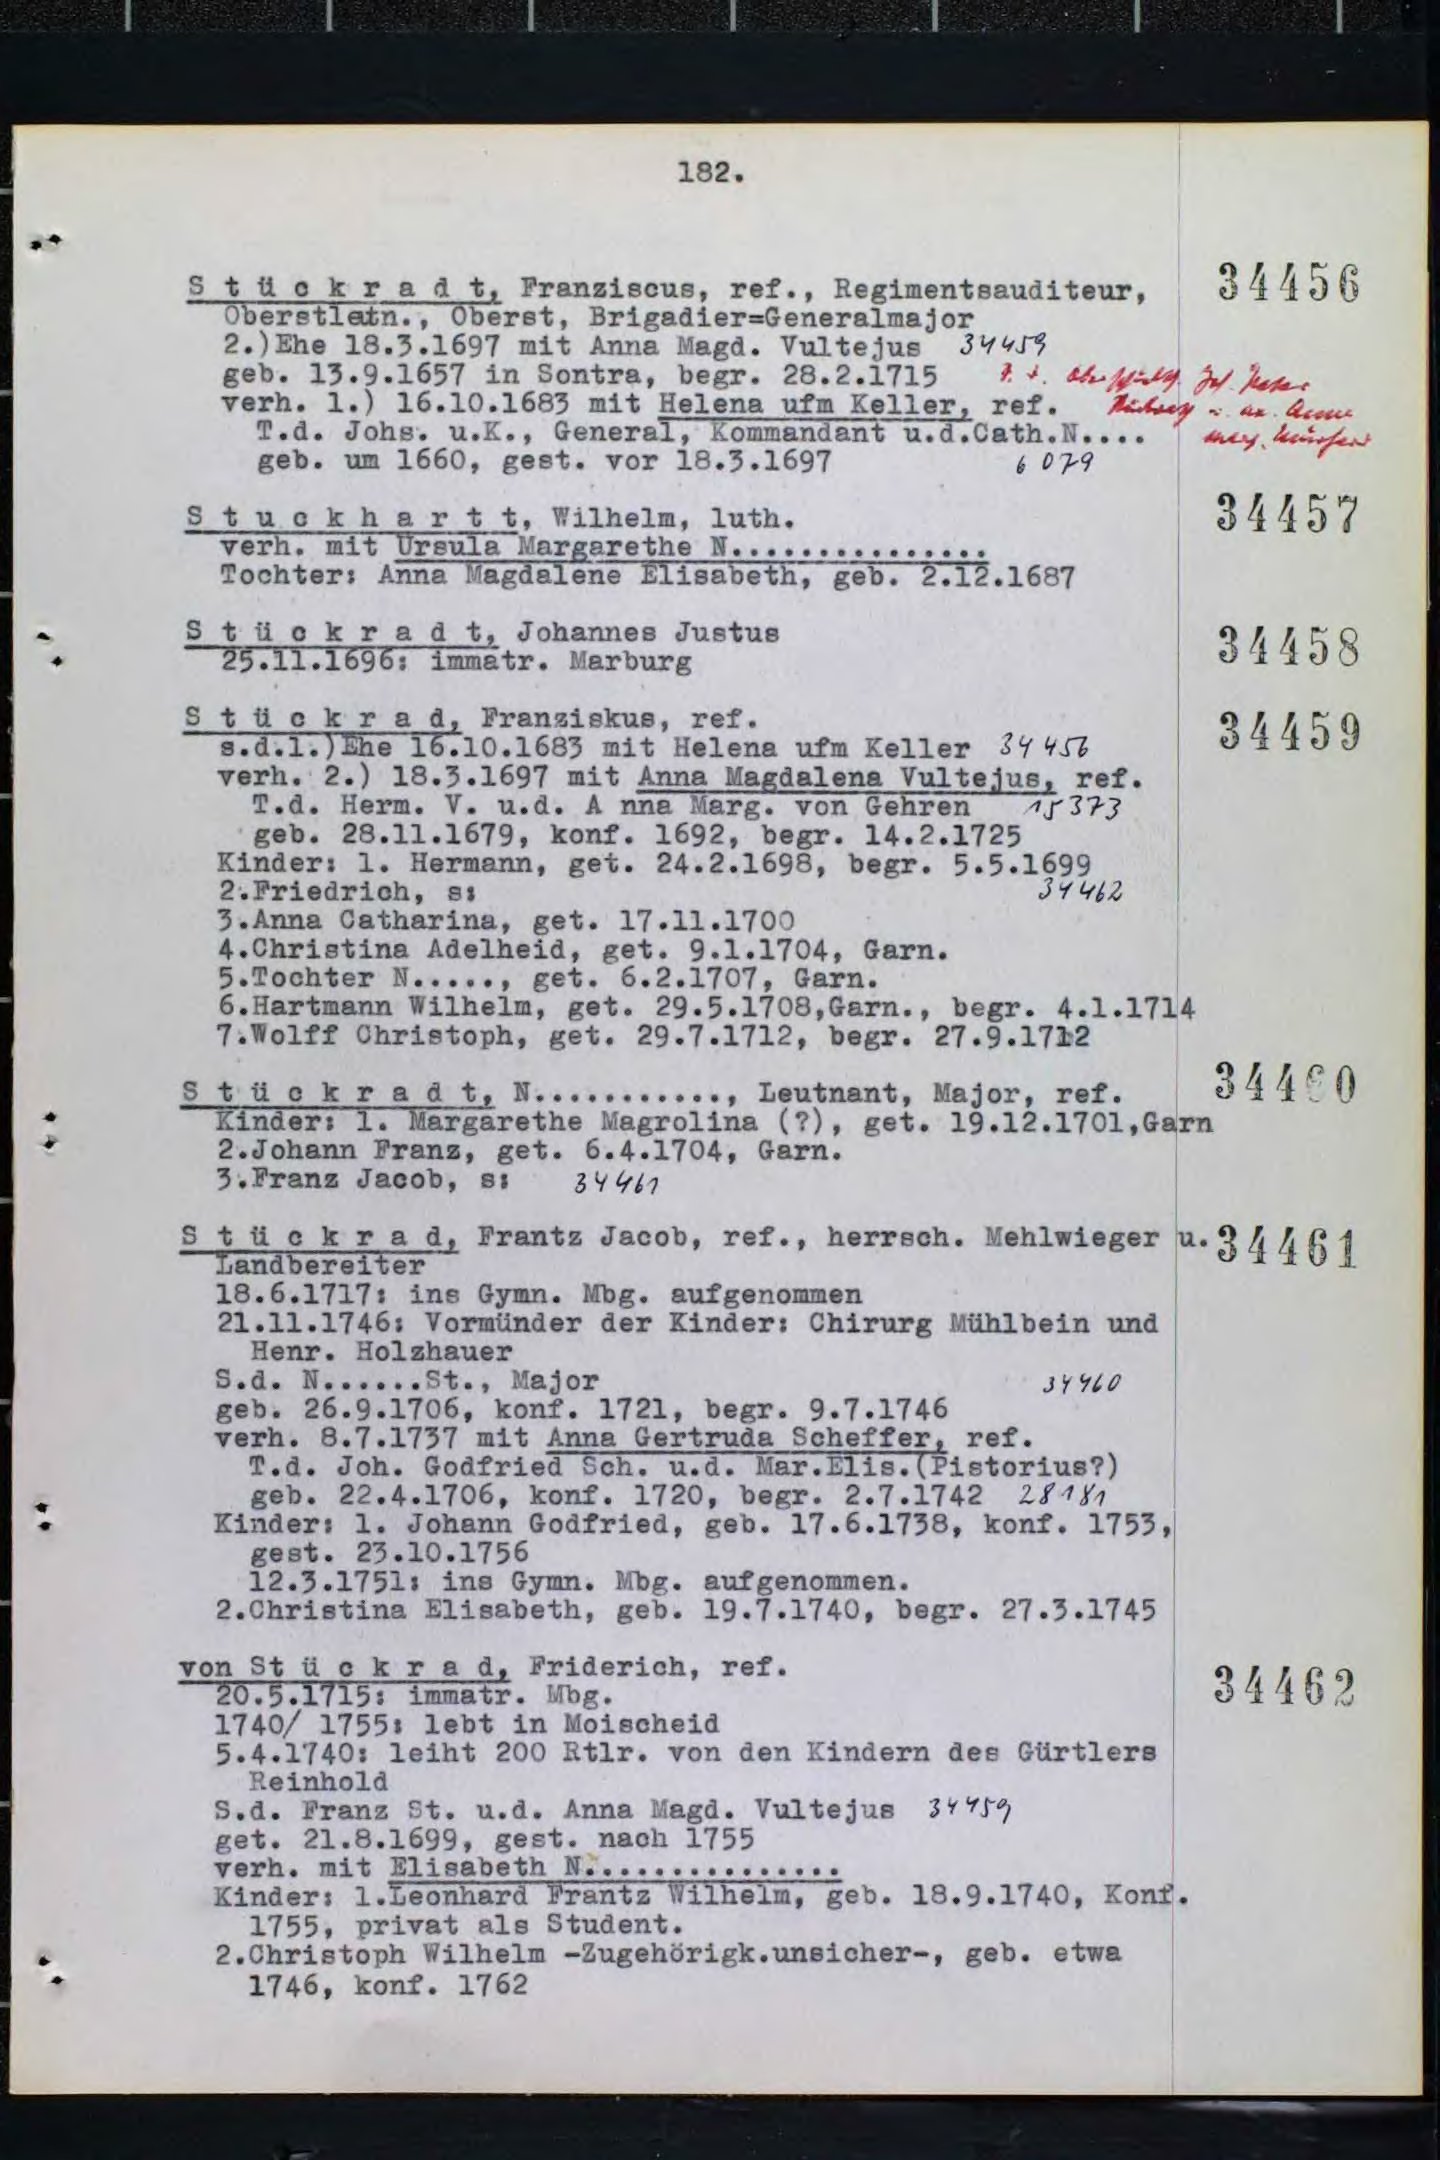 182.
S t ü c k r a d t, Franziscus, ref., Regimentsauditeur, 34456
Oberstletn., Oberst, Brigadier=Generalmajor
2.)Ehe 18.3.1697 mit Anna Magd. Vultejus 34459
geb. 13.9.1657 in Sontra, begr. 28.2.1715
verh. 1.) 16.10.1683 mit Helena ufm Keller, ref.
T.d. Johs. u.K., General, Kommandant u.d.Cath.N....
geb. um 1660, gest. vor 18.3.1697 6079
S t u c k h a r t t, Wilhelm, luth. 34457
verh. mit Ursula Margarethe N...............
Tochter: Anna Magdalene Elisabeth, geb. 2.12.1687
S t ü c k r a d t, Johannes Justus 34458
25.11.1696: immatr. Marburg
S t ü c k r a d, Franziskus, ref. 34459
s.d.1.)Ehe 16.10.1683 mit Helena ufm Keller 34456
verh. 2.) 18.3.1697 mit Anna Magdalena Vultejus, ref.
T.d. Herm. V. u.d. A nna Marg. von Gehren 15373
geb. 28.11.1679, konf. 1692, begr. 14.2.1725
Kinder: 1. Hermann, get. 24.2.1698, begr. 5.5.1699
2.Friedrich, s: 34462
3.Anna Catharina, get. 17.11.1700
4.Christina Adelheid, get. 9.1.1704, Garn.
5.Tochter N....., get. 6.2.1707, Garn.
6.Hartmann Wilhelm, get. 29.5.1708,Garn., begr. 4.1.1714
7.Wolff Christoph, get. 29.7.1712, begr. 27.9.1712
S t ü c k r a d t, N..........., Leutnant, Major, ref. 34460
Kinder: 1. Margarethe Magrolina (?), get. 19.12.1701,Garn
2.Johann Franz, get. 6.4.1704, Garn.
3.Franz Jacob, s: 34461
S t ü c k r a d, Frantz Jacob, ref., herrsch. Mehlwieger u. 34461
Landbereiter
18.6.1717: ins Gymn. Mbg. aufgenommen
21.11.1746: Vormünder der Kinder: Chirurg Mühlbein und
Henr. Holzhauer
S.d. N......St., Major 34460
geb. 26.9.1706, konf. 1721, begr. 9.7.1746
verh. 8.7.1737 mit Anna Gertruda Scheffer, ref.
T.d. Joh. Godfried Sch. u.d. Mar.Elis.(Pistorius?)
geb. 22.4.1706, konf. 1720, begr. 2.7.1742 28181
Kinder: 1. Johann Godfried, geb. 17.6.1738, konf. 1753,
gest. 23.10.1756
12.3.1751: ins Gymn. Mbg. aufgenommen.
2.Christina Elisabeth, geb. 19.7.1740, begr. 27.3.1745
von St ü c k r a d, Friderich, ref. 34462
20.5.1715: immatr. Mbg.
1740/ 1755: lebt in Moischeid
5.4.1740: leiht 200 Rtlr. von den Kindern des Gürtlers
Reinhold
S.d. Franz St. u.d. Anna Magd. Vultejus 34459
get. 21.8.1699, gest. nach 1755
verh. mit Elisabeth N...............
Kinder: 1.Leonhard Frantz Wilhelm, geb. 18.9.1740, Konf.
1755, privat als Student.
2.Christoph Wilhelm -Zugehörigk.unsicher-, geb. etwa
1746, konf. 1762